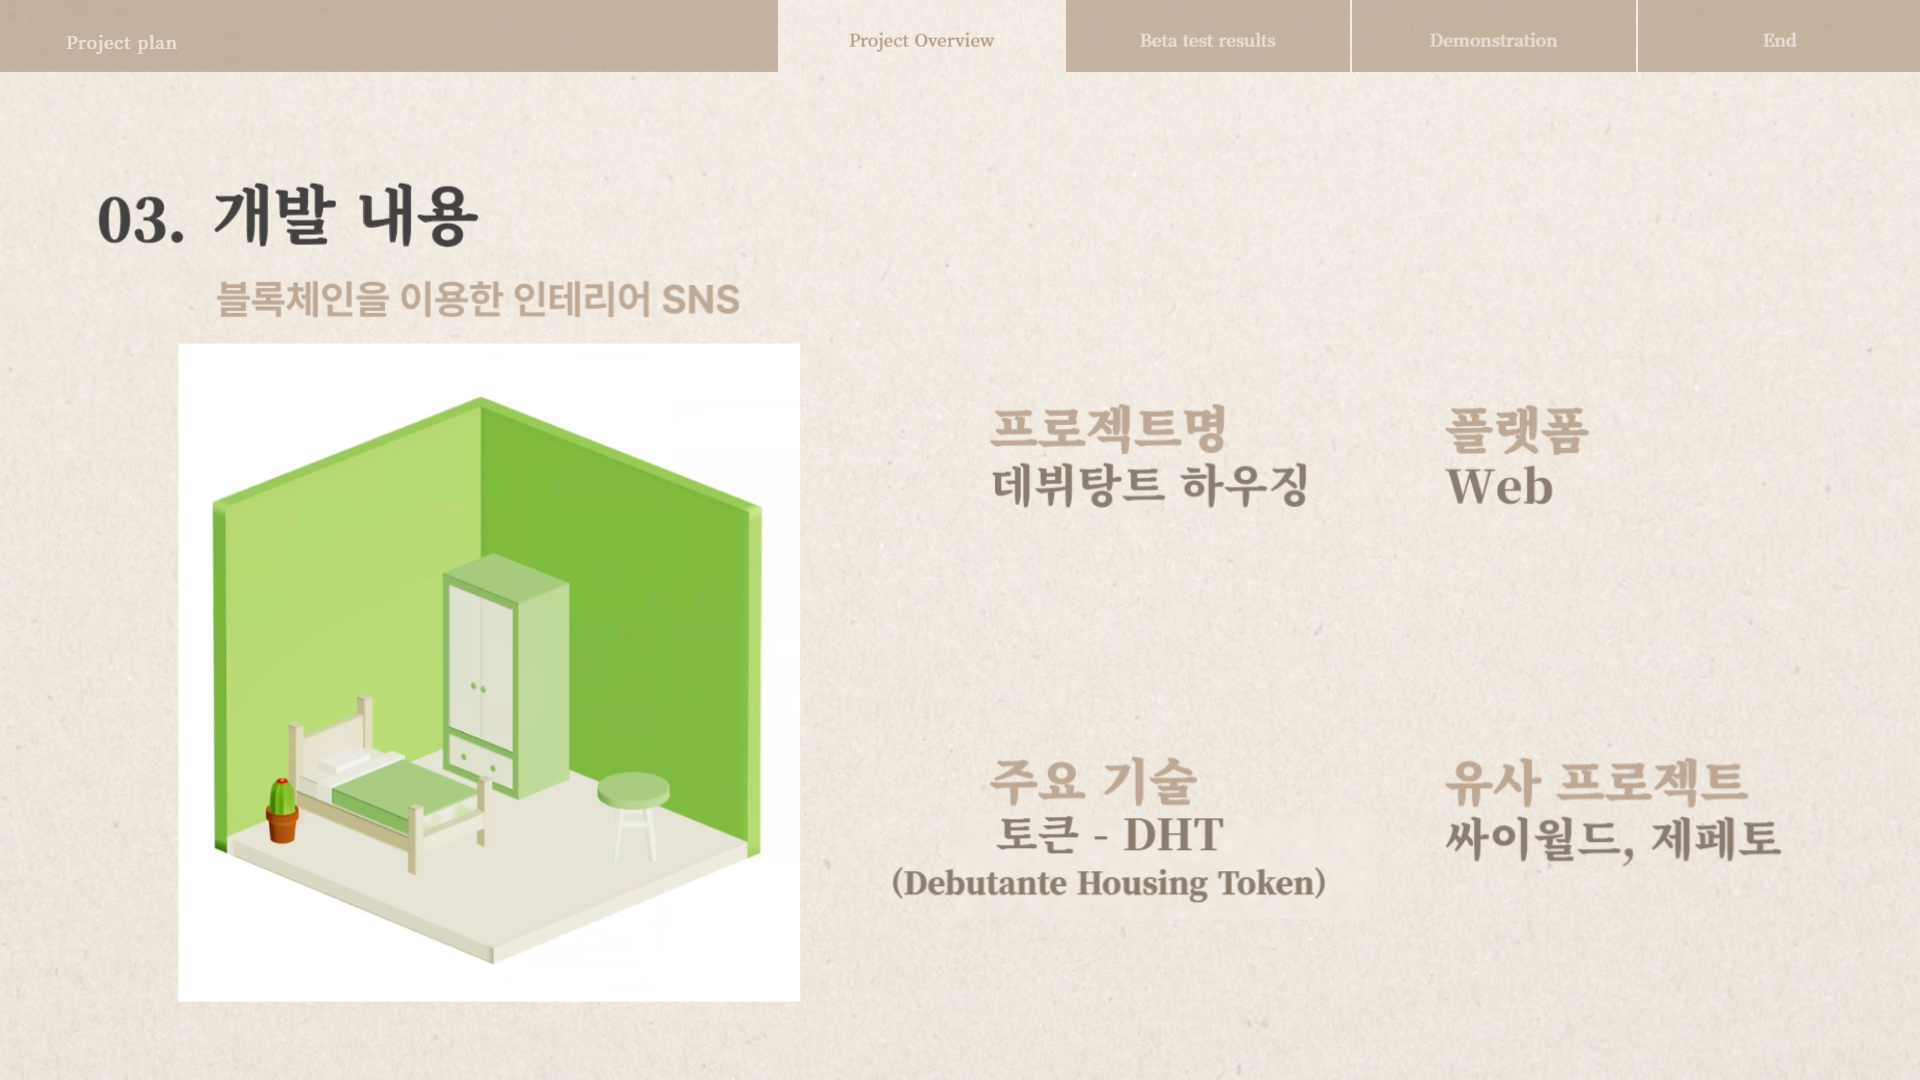 Project plan
Project Overview
Beta test results
Demonstration
End
03. 개발 내용
블록체인을 이용한 인테리어 SNS
프로젝트명
데뷔탕트 하우징
플랫폼
Web
주요 기술
토큰 - DHT
(Debutante Housing Token)
유사 프로젝트
싸이월드, 제페토